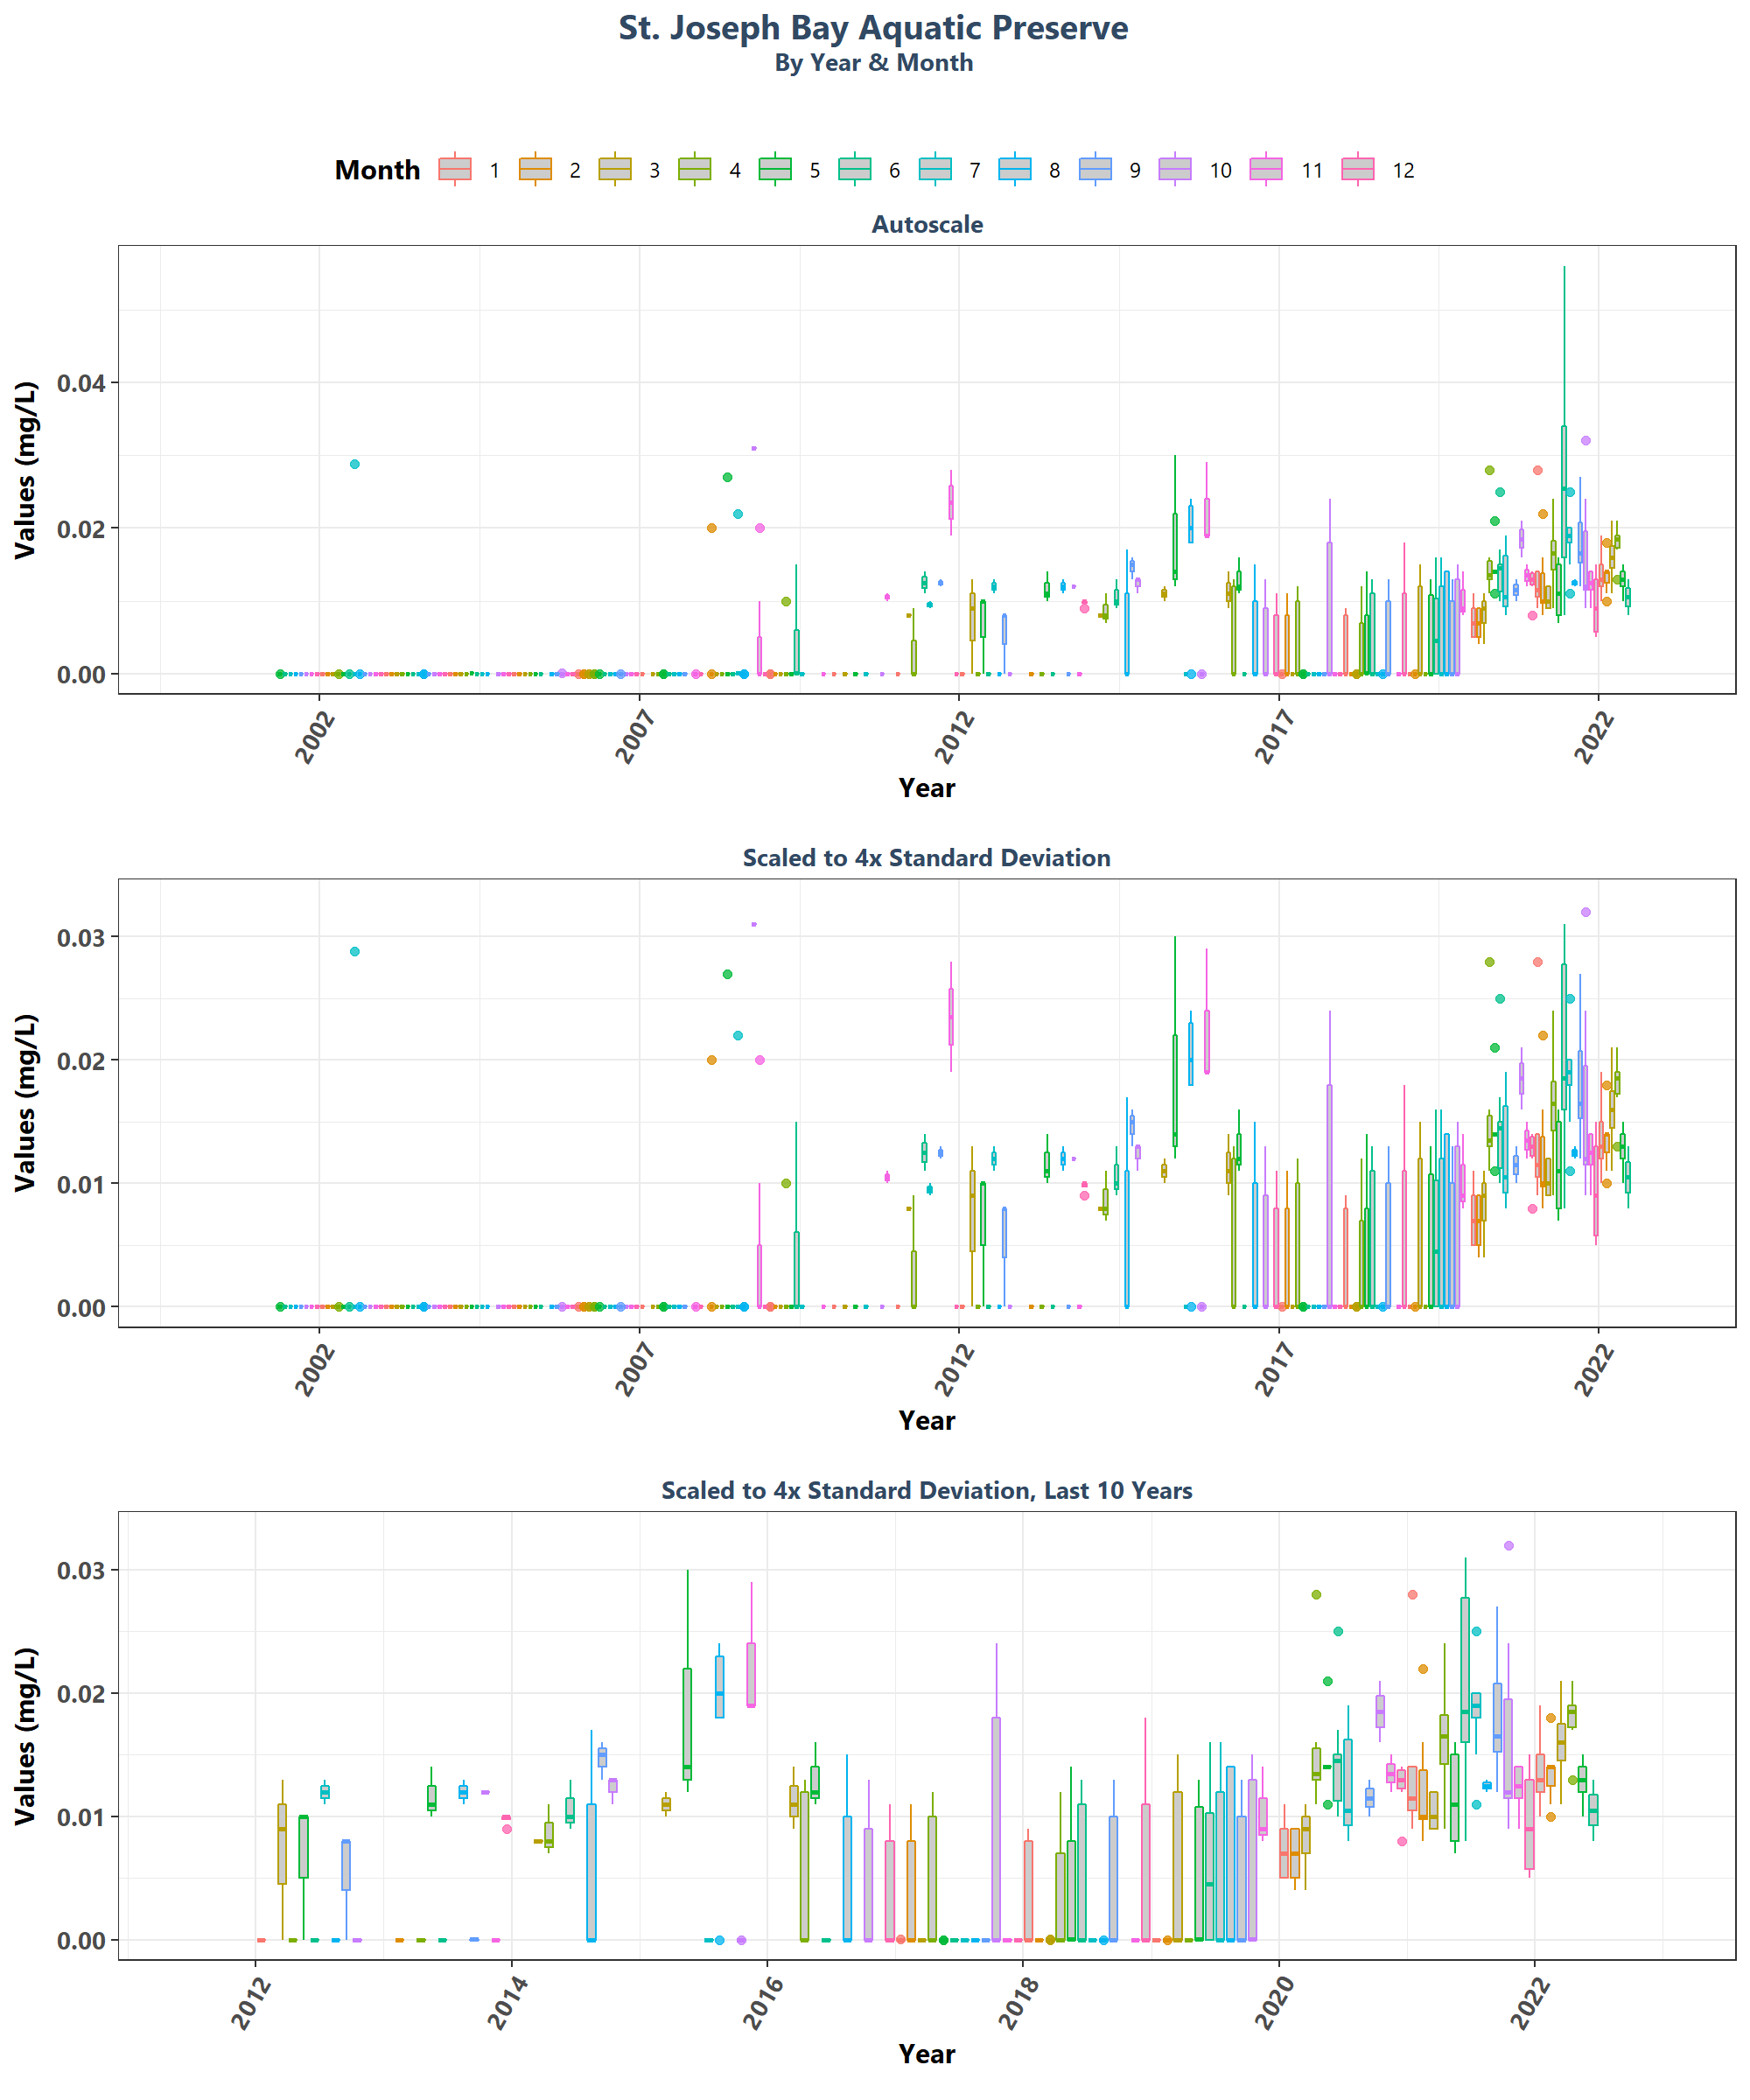 St. Joseph Bay Aquatic Preserve
By Year & Month
Month 1 2 3 4 5 6 7 8 9 10 11 12
Autoscale
Values (mg/L)
0.04
0.02
0.00
2002 2007 2012 2017 2022
Year
Scaled to 4x Standard Deviation
Values (mg/L)
0.03
0.02
0.01
0.00
2002 2007 2012 2017 2022
Year
Scaled to 4x Standard Deviation, Last 10 Years
Values (mg/L)
0.03
0.02
0.01
0.00
2012 2014 2016 2018 2020 2022
Year